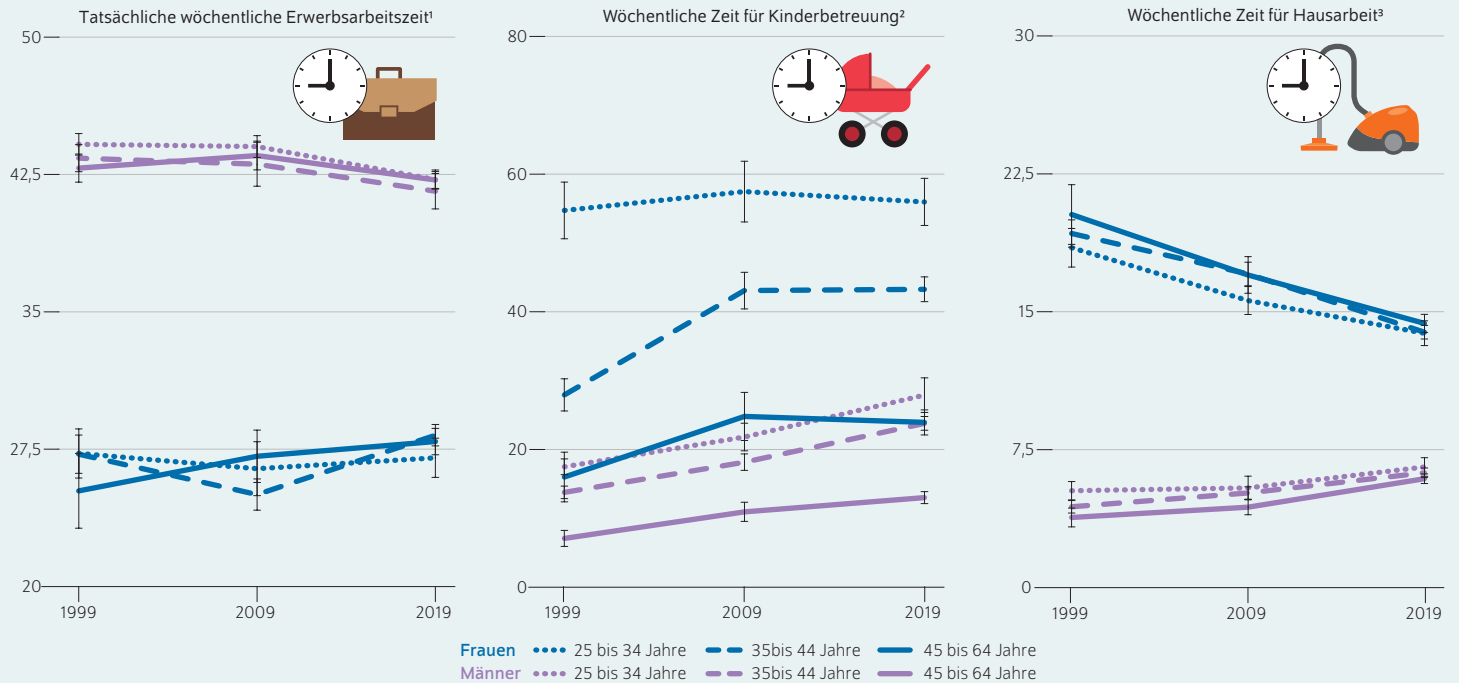 Tatsächliche wöchentliche Erwerbsarbeitszeit¹
50
42,5
35
27,5
20
1999 2009 2019
Wöchentliche Zeit für Kinderbetreuung²
80
60
40
20
0
1999 2009 2019
Wöchentliche Zeit für Hausarbeit³
30
22,5
15
7,5
0
1999 2009 2019
Frauen 25 bis 34 Jahre 35bis 44 Jahre 45 bis 64 Jahre
Männer 25 bis 34 Jahre 35bis 44 Jahre 45 bis 64 Jahre